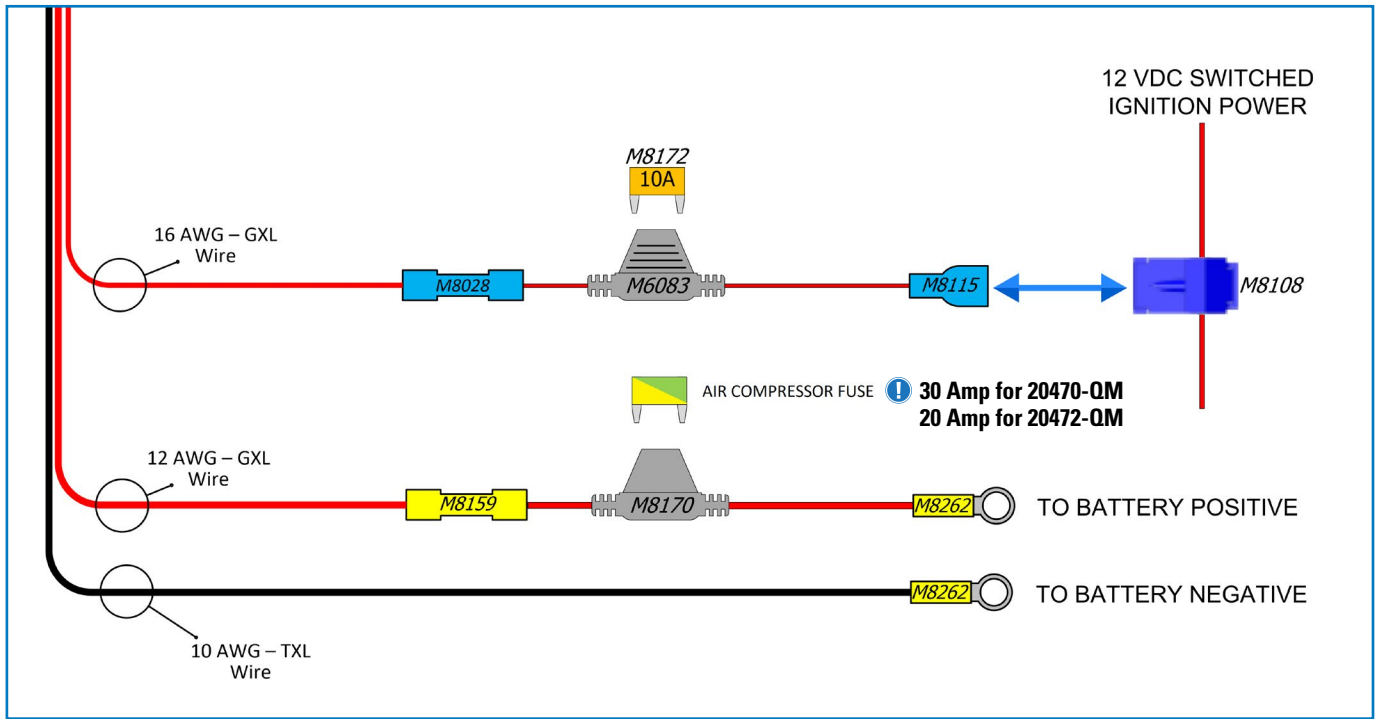 12 VDC SWITCHED
IGNITION POWER
M8172
10A
16 AWG – GXL
Wire
M8028
M6083
M8115
M8108
AIR COMPRESSOR FUSE
! 30 Amp for 20470-QM
20 Amp for 20472-QM
12 AWG – GXL
Wire
M8159
M8170
M8262
TO BATTERY POSITIVE
M8262
TO BATTERY NEGATIVE
10 AWG – TXL
Wire